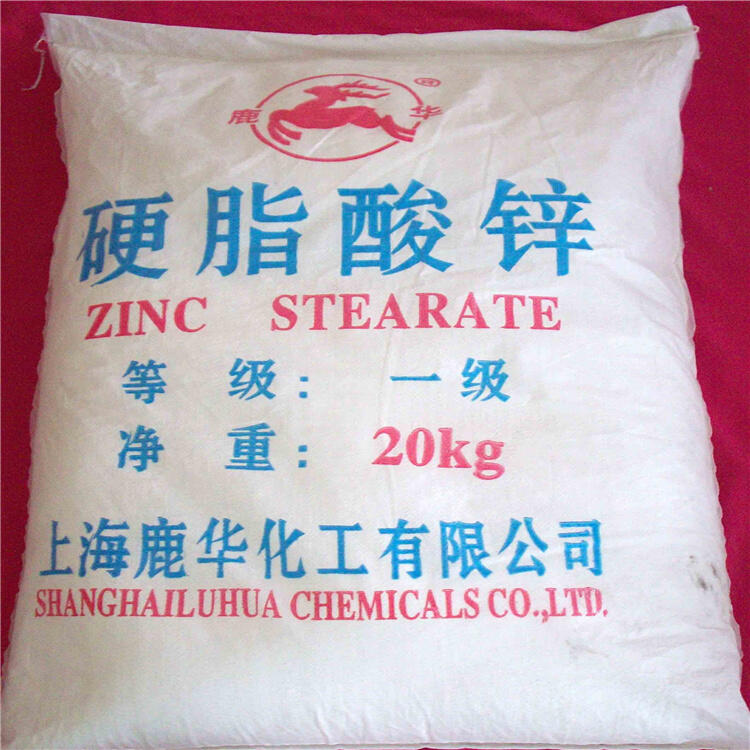 鹿华
硬脂酸锌
ZINC STEARATE
等级：一级
净重：20kg
上海鹿华化工有限公司
SHANGHAILUHUA CHEMICALS CO.,LTD.